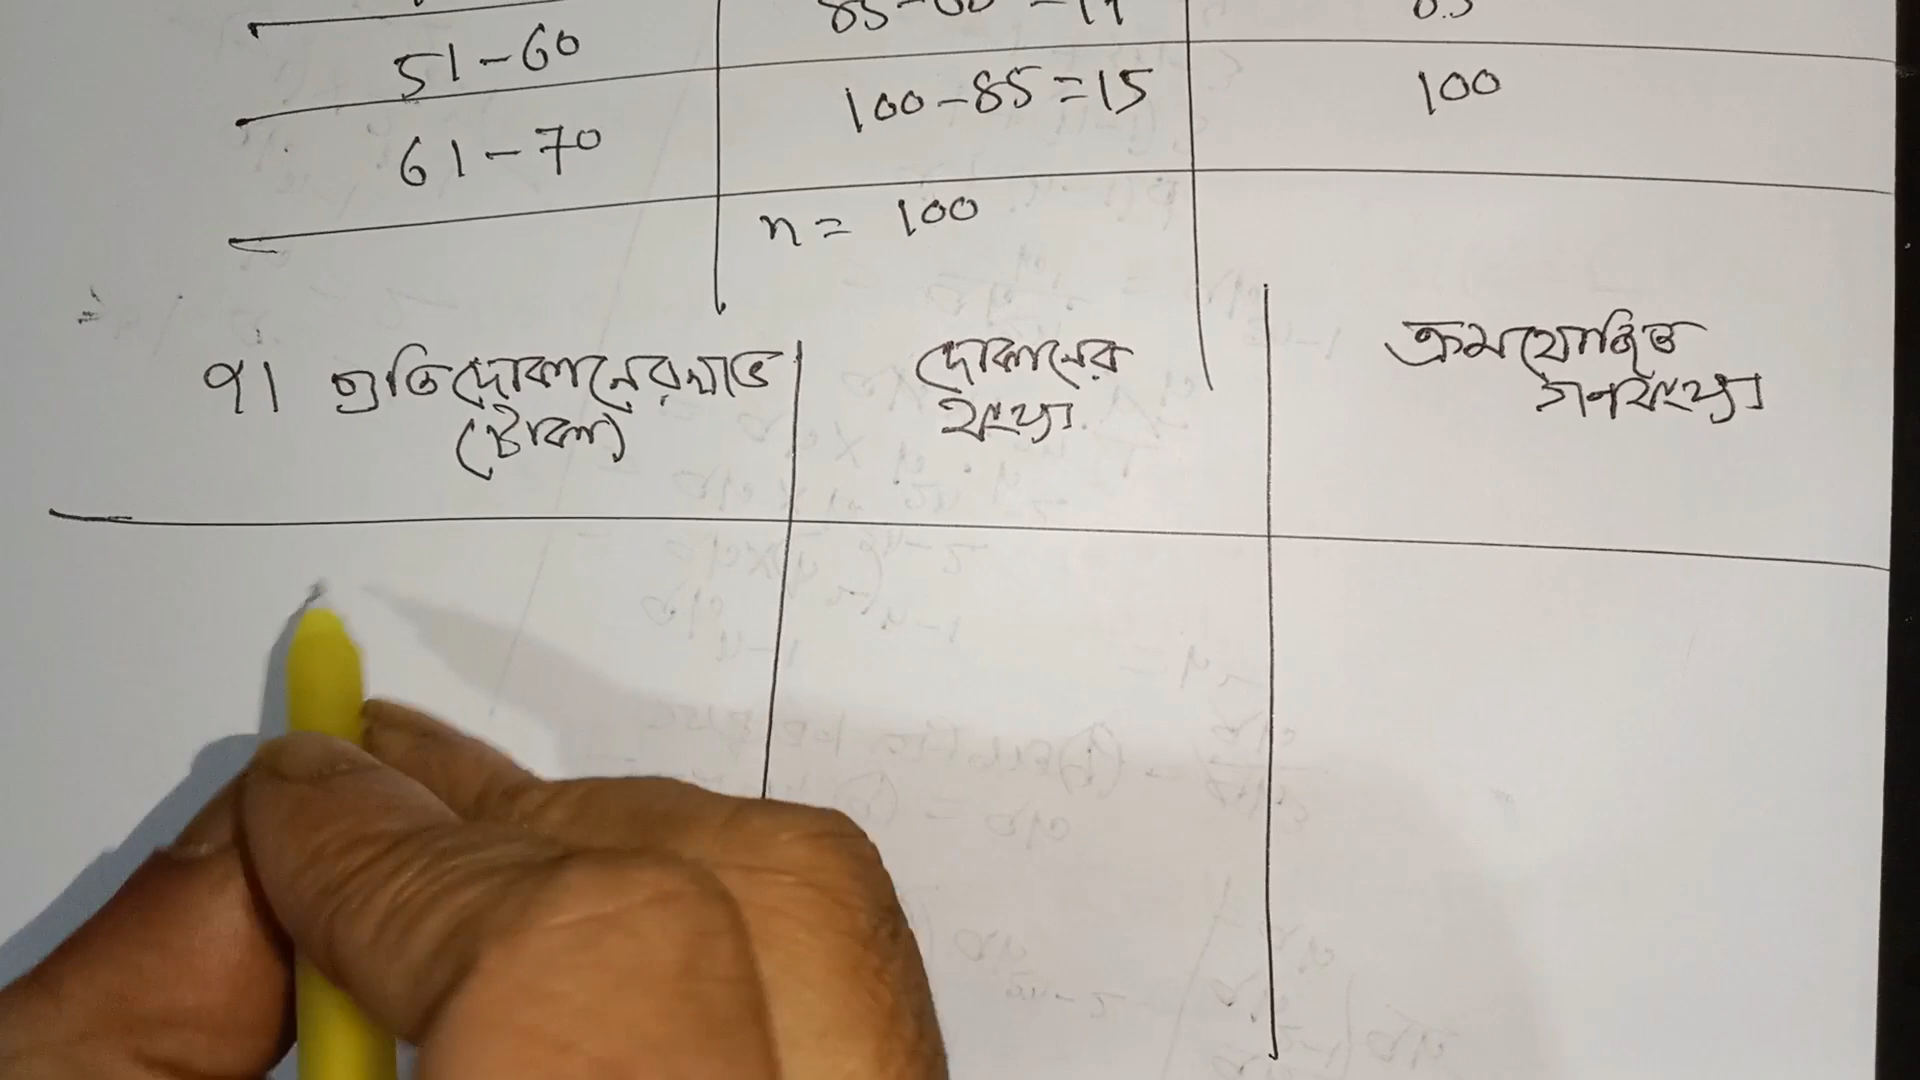 51-60
100-85=15
100
61-70
n= 100
৭। প্রতি দোকানের লাভ
(টাকা)
দোকানের
সংখ্যা
ক্রমযৌজিত
গণসংখ্যা